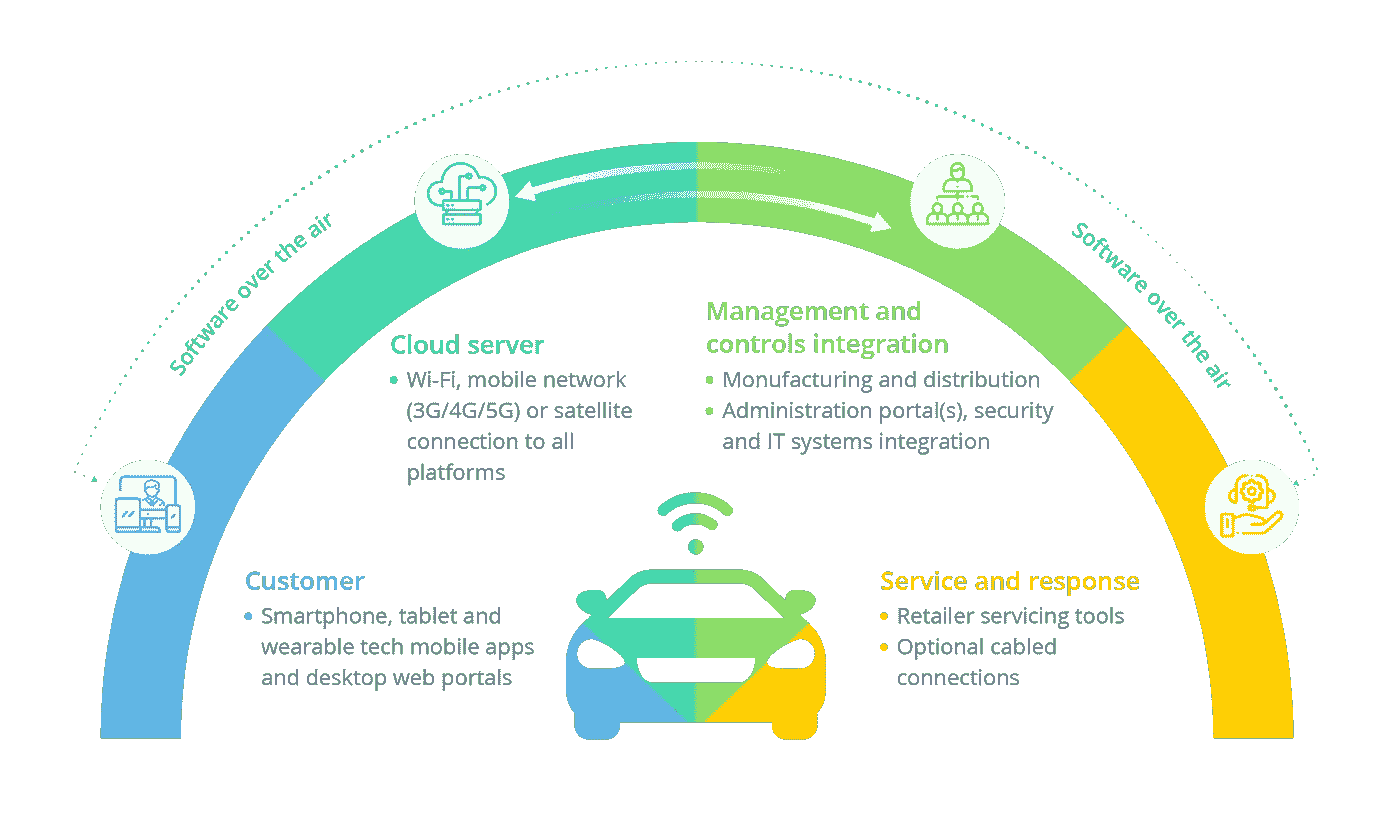 Software over the air
Software over the air
Cloud server
• Wi-Fi, mobile network
(3G/4G/5G) or satellite
connection to all
platforms
Management and
controls integration
• Monufacturing and distribution
• Administration portal(s), security
and IT systems integration
Customer
• Smartphone, tablet and
wearable tech mobile apps
and desktop web portals
Service and response
• Retailer servicing tools
• Optional cabled
connections